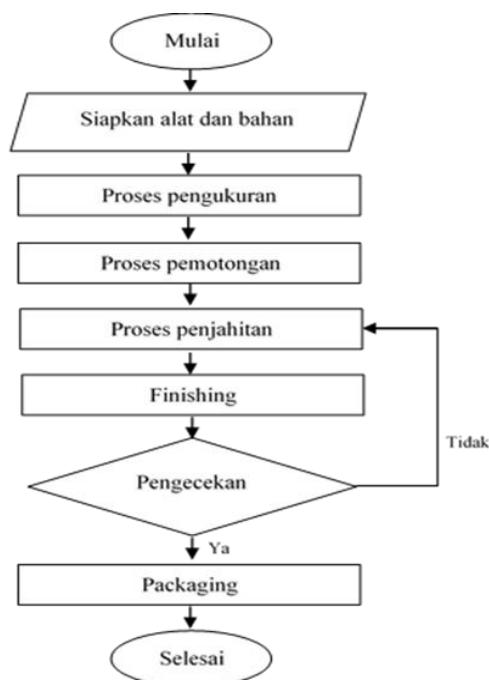 Mulai
Siapkan alat dan bahan
Proses pengukuran
Proses pemotongan
Proses penjahitan
Finishing
Pengecekan
Tidak
Ya
Packaging
Selesai